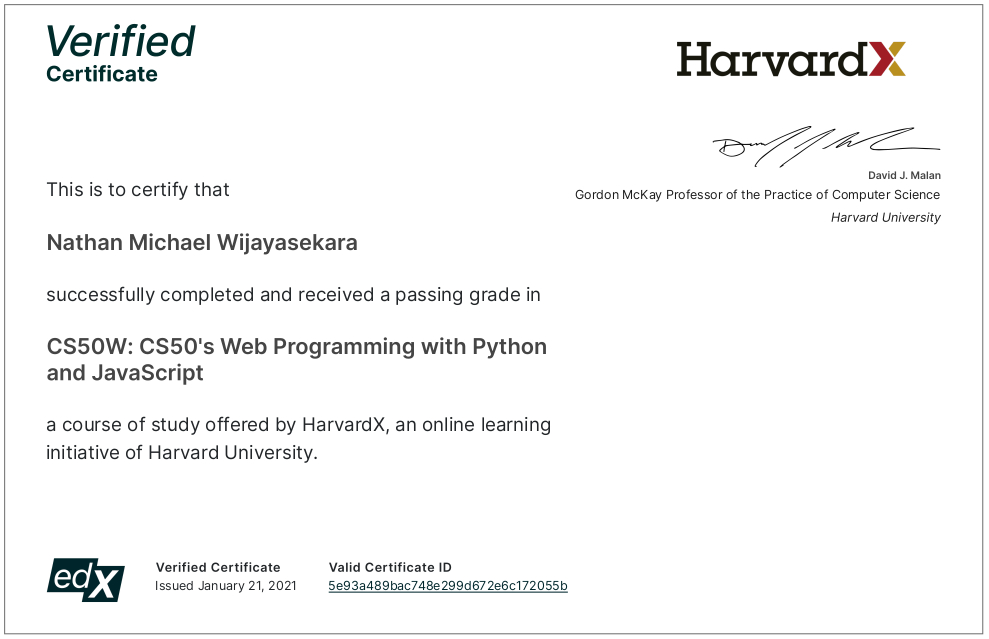 Verified
Certificate
HarvardX
David J. Malan
Gordon McKay Professor of the Practice of Computer Science
Harvard University
This is to certify that
Nathan Michael Wijayasekara
successfully completed and received a passing grade in
CS50W: CS50's Web Programming with Python
and JavaScript
a course of study offered by HarvardX, an online learning
initiative of Harvard University.
edX
Verified Certificate
Issued January 21, 2021
Valid Certificate ID
5e93a489bac748e299d672e6c172055b